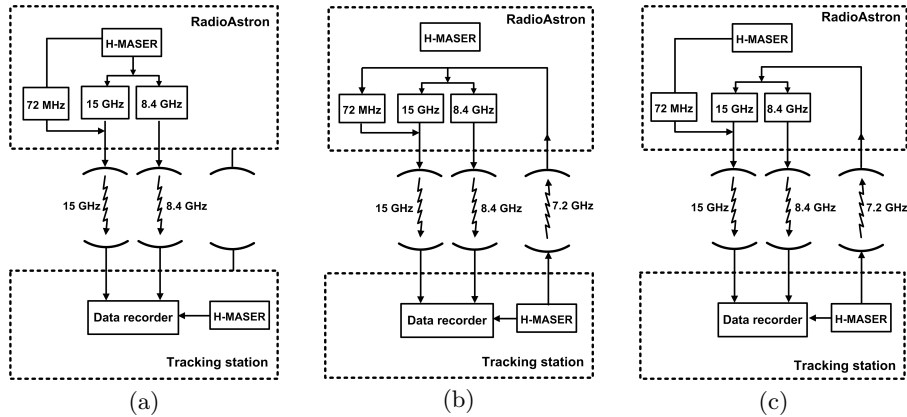 RadioAstron
H-MASER
72 MHz
15 GHz
8.4 GHz
15 GHz
8.4 GHz
Data recorder
H-MASER
Tracking station
(a)
RadioAstron
H-MASER
72 MHz
15 GHz
8.4 GHz
15 GHz
8.4 GHz
7.2 GHz
Data recorder
H-MASER
Tracking station
(b)
RadioAstron
H-MASER
72 MHz
15 GHz
8.4 GHz
15 GHz
8.4 GHz
7.2 GHz
Data recorder
H-MASER
Tracking station
(c)